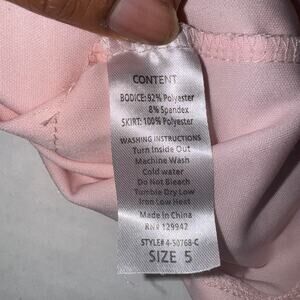 CONTENT
BODICE: 92% Polyester
8% Spandex
SKIRT: 100% Polyester
WASHING INSTRUCTIONS
Turn Inside Out
Machine Wash
Cold water
Do Not Bleach
Tumble Dry Low
Iron Low Heat
Made in China
RN# 129942
STYLE# 4-50768-C
SIZE 5